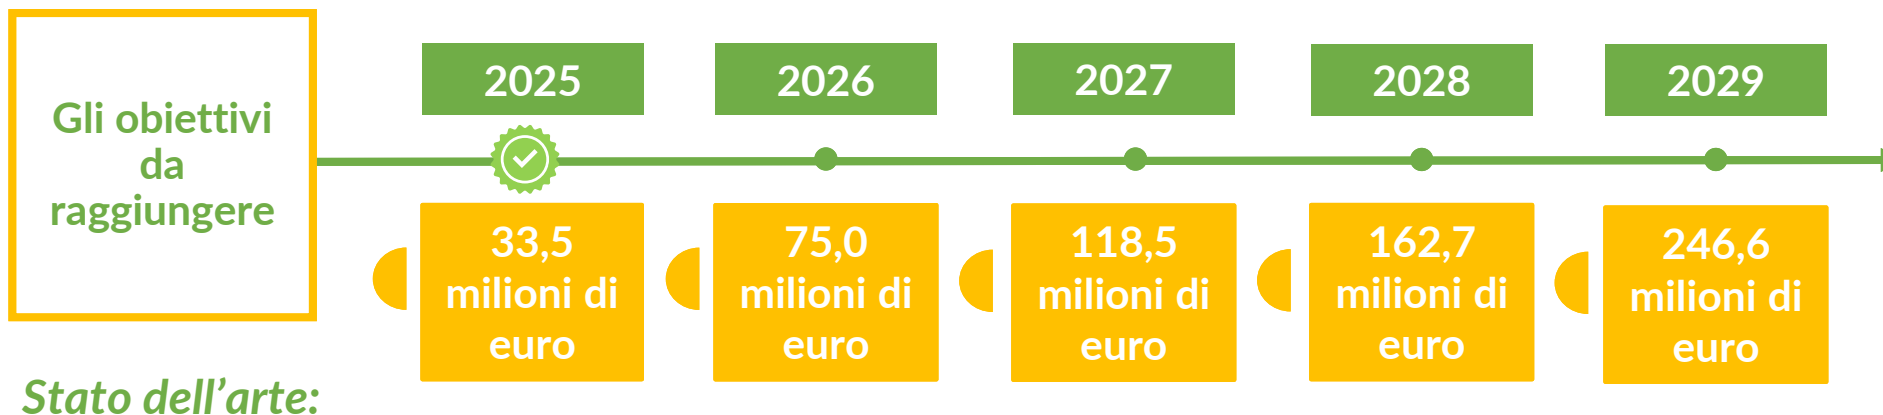 Gli obiettivi
da
raggiungere
2025
2026
2027
2028
2029
33,5
milioni di
euro
75,0
milioni di
euro
118,5
milioni di
euro
162,7
milioni di
euro
246,6
milioni di
euro
Stato dell’arte: